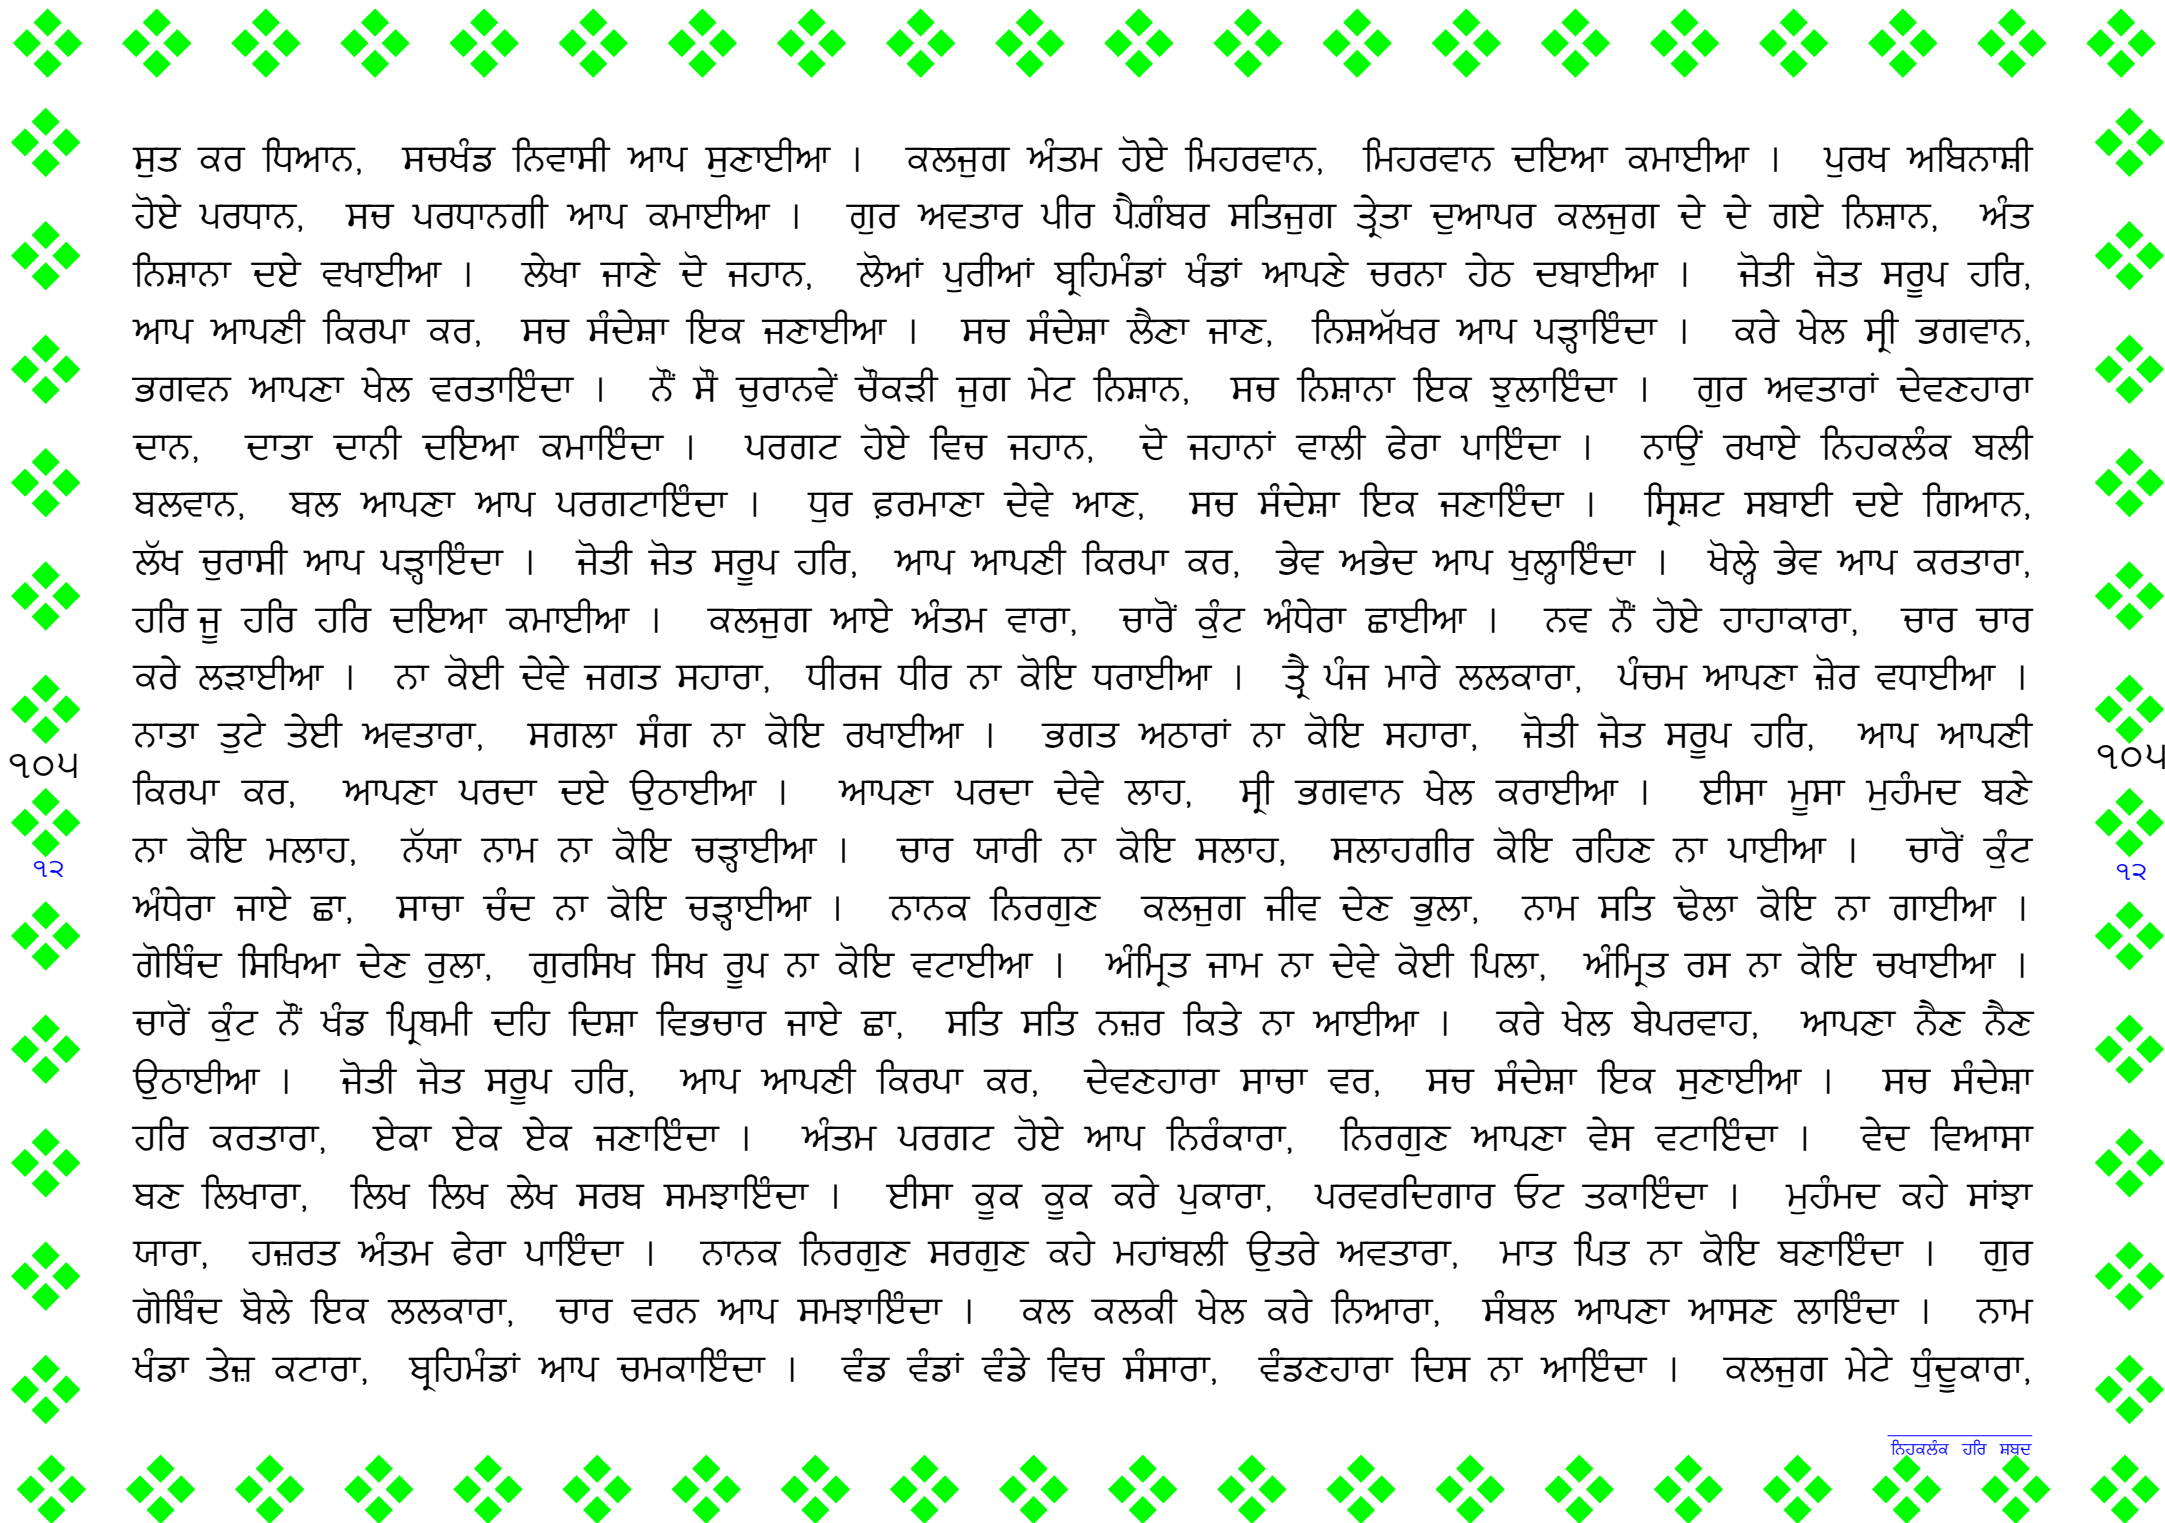 ਸੁਤ ਕਰ ਧਿਆਨ, ਸਚਖੰਡ ਨਿਵਾਸੀ ਆਪ ਸੁਣਾਈਆ । ਕਲਜੁਗ ਅੰਤਮ ਹੋਏ ਮਿਹਰਵਾਨ, ਮਿਹਰਵਾਨ ਦਇਆ ਕਮਾਈਆ । ਪੁਰਖ ਅਬਿਨਾਸ਼ੀ
ਹੋਏ ਪਰਧਾਨ, ਸਚ ਪਰਧਾਨਗੀ ਆਪ ਕਮਾਈਆ । ਗੁਰ ਅਵਤਾਰ ਪੀਰ ਪੈਗ਼ੰਬਰ ਸਤਿਜੁਗ ਤ੍ਰੇਤਾ ਦੁਆਪਰ ਕਲਜੁਗ ਦੇ ਦੇ ਗਏ ਨਿਸ਼ਾਨ, ਅੰਤ
ਨਿਸ਼ਾਨਾ ਦਏ ਵਖਾਈਆ । ਲੇਖਾ ਜਾਣੇ ਦੋ ਜਹਾਨ, ਲੋਆਂ ਪੁਰੀਆਂ ਬ੍ਰਹਿਮੰਡਾਂ ਖੰਡਾਂ ਆਪਣੇ ਚਰਨਾ ਹੇਠ ਦਬਾਈਆ । ਜੋਤੀ ਜੋਤ ਸਰੂਪ ਹਰਿ,
ਆਪ ਆਪਣੀ ਕਿਰਪਾ ਕਰ, ਸਚ ਸੰਦੇਸ਼ਾ ਇਕ ਜਣਾਈਆ । ਸਚ ਸੰਦੇਸ਼ਾ ਲੈਣਾ ਜਾਣ, ਨਿਸ਼ਅੱਖਰ ਆਪ ਪੜ੍ਹਾਇੰਦਾ । ਕਰੇ ਖੇਲ ਸ੍ਰੀ ਭਗਵਾਨ,
ਭਗਵਨ ਆਪਣਾ ਖੇਲ ਵਰਤਾਇੰਦਾ । ਨੌਂ ਸੌ ਚੁਰਾਨਵੇਂ ਚੌਕੜੀ ਜੁਗ ਮੇਟ ਨਿਸ਼ਾਨ, ਸਚ ਨਿਸ਼ਾਨਾ ਇਕ ਝੁਲਾਇੰਦਾ । ਗੁਰ ਅਵਤਾਰਾਂ ਦੇਵਣਹਾਰਾ
ਦਾਨ, ਦਾਤਾ ਦਾਨੀ ਦਇਆ ਕਮਾਇੰਦਾ । ਪਰਗਟ ਹੋਏ ਵਿਚ ਜਹਾਨ, ਦੋ ਜਹਾਨਾਂ ਵਾਲੀ ਫੇਰਾ ਪਾਇੰਦਾ । ਨਾਉਂ ਰਖਾਏ ਨਿਹਕਲੰਕ ਬਲੀ
ਬਲਵਾਨ, ਬਲ ਆਪਣਾ ਆਪ ਪਰਗਟਾਇੰਦਾ । ਧੁਰ ਫ਼ਰਮਾਣਾ ਦੇਵੇ ਆਣ, ਸਚ ਸੰਦੇਸ਼ਾ ਇਕ ਜਣਾਇੰਦਾ । ਸ੍ਰਿਸ਼ਟ ਸਬਾਈ ਦਏ ਗਿਆਨ,
ਲੱਖ ਚੁਰਾਸੀ ਆਪ ਪੜ੍ਹਾਇੰਦਾ । ਜੋਤੀ ਜੋਤ ਸਰੂਪ ਹਰਿ, ਆਪ ਆਪਣੀ ਕਿਰਪਾ ਕਰ, ਭੇਵ ਅਭੇਦ ਆਪ ਖੁਲ੍ਹਾਇੰਦਾ । ਖੋਲ੍ਹੇ ਭੇਵ ਆਪ ਕਰਤਾਰਾ,
ਹਰਿ ਜੂ ਹਰਿ ਹਰਿ ਦਇਆ ਕਮਾਈਆ । ਕਲਜੁਗ ਆਏ ਅੰਤਮ ਵਾਰਾ, ਚਾਰੋਂ ਕੁੰਟ ਅੰਧੇਰਾ ਛਾਈਆ । ਨਵ ਨੌਂ ਹੋਏ ਹਾਹਾਕਾਰਾ, ਚਾਰ ਚਾਰ
ਕਰੇ ਲੜਾਈਆ । ਨਾ ਕੋਈ ਦੇਵੇ ਜਗਤ ਸਹਾਰਾ, ਧੀਰਜ ਧੀਰ ਨਾ ਕੋਇ ਧਰਾਈਆ । ਤ੍ਰੈ ਪੰਜ ਮਾਰੇ ਲਲਕਾਰਾ, ਪੰਚਮ ਆਪਣਾ ਜ਼ੋਰ ਵਧਾਈਆ ।
ਨਾਤਾ ਤੁਟੇ ਤੇਈ ਅਵਤਾਰਾ, ਸਗਲਾ ਸੰਗ ਨਾ ਕੋਇ ਰਖਾਈਆ । ਭਗਤ ਅਠਾਰਾਂ ਨਾ ਕੋਇ ਸਹਾਰਾ, ਜੋਤੀ ਜੋਤ ਸਰੂਪ ਹਰਿ, ਆਪ ਆਪਣੀ
੧੦੫ ੧੦੫
ਕਿਰਪਾ ਕਰ, ਆਪਣਾ ਪਰਦਾ ਦਏ ਉਠਾਈਆ । ਆਪਣਾ ਪਰਦਾ ਦੇਵੇ ਲਾਹ, ਸ੍ਰੀ ਭਗਵਾਨ ਖੇਲ ਕਰਾਈਆ । ਈਸਾ ਮੂਸਾ ਮੁਹੰਮਦ ਬਣੇ
ਨਾ ਕੋਇ ਮਲਾਹ, ਨੱਯਾ ਨਾਮ ਨਾ ਕੋਇ ਚੜ੍ਹਾਈਆ । ਚਾਰ ਯਾਰੀ ਨਾ ਕੋਇ ਸਲਾਹ, ਸਲਾਹਗੀਰ ਕੋਇ ਰਹਿਣ ਨਾ ਪਾਈਆ । ਚਾਰੋਂ ਕੁੰਟ
੧੨ ੧੨
ਅੰਧੇਰਾ ਜਾਏ ਛਾ, ਸਾਚਾ ਚੰਦ ਨਾ ਕੋਇ ਚੜ੍ਹਾਈਆ । ਨਾਨਕ ਨਿਰਗੁਣ ਕਲਜੁਗ ਜੀਵ ਦੇਣ ਭੁਲਾ, ਨਾਮ ਸਤਿ ਢੋਲਾ ਕੋਇ ਨਾ ਗਾਈਆ ।
ਗੋਬਿੰਦ ਸਿਖਿਆ ਦੇਣ ਰੁਲਾ, ਗੁਰਸਿਖ ਸਿਖ ਰੂਪ ਨਾ ਕੋਇ ਵਟਾਈਆ । ਅੰਮ੍ਰਿਤ ਜਾਮ ਨਾ ਦੇਵੇ ਕੋਈ ਪਿਲਾ, ਅੰਮ੍ਰਿਤ ਰਸ ਨਾ ਕੋਇ ਚਖਾਈਆ ।
ਚਾਰੋਂ ਕੁੰਟ ਨੌਂ ਖੰਡ ਪ੍ਰਿਥਮੀ ਦਹਿ ਦਿਸ਼ਾ ਵਿਭਚਾਰ ਜਾਏ ਛਾ, ਸਤਿ ਸਤਿ ਨਜ਼ਰ ਕਿਤੇ ਨਾ ਆਈਆ । ਕਰੇ ਖੇਲ ਬੇਪਰਵਾਹ, ਆਪਣਾ ਨੈਣ ਨੈਣ
ਉਠਾਈਆ । ਜੋਤੀ ਜੋਤ ਸਰੂਪ ਹਰਿ, ਆਪ ਆਪਣੀ ਕਿਰਪਾ ਕਰ, ਦੇਵਣਹਾਰਾ ਸਾਚਾ ਵਰ, ਸਚ ਸੰਦੇਸ਼ਾ ਇਕ ਸੁਣਾਈਆ । ਸਚ ਸੰਦੇਸ਼ਾ
ਹਰਿ ਕਰਤਾਰਾ, ਏਕਾ ਏਕ ਏਕ ਜਣਾਇੰਦਾ । ਅੰਤਮ ਪਰਗਟ ਹੋਏ ਆਪ ਨਿਰੰਕਾਰਾ, ਨਿਰਗੁਣ ਆਪਣਾ ਵੇਸ ਵਟਾਇੰਦਾ । ਵੇਦ ਵਿਆਸਾ
ਬਣ ਲਿਖਾਰਾ, ਲਿਖ ਲਿਖ ਲੇਖ ਸਰਬ ਸਮਝਾਇੰਦਾ । ਈਸਾ ਕੂਕ ਕੂਕ ਕਰੇ ਪੁਕਾਰਾ, ਪਰਵਰਦਿਗਾਰ ਓਟ ਤਕਾਇੰਦਾ । ਮੁਹੰਮਦ ਕਹੇ ਸਾਂਝਾ
ਯਾਰਾ, ਹਜ਼ਰਤ ਅੰਤਮ ਫੇਰਾ ਪਾਇੰਦਾ । ਨਾਨਕ ਨਿਰਗੁਣ ਸਰਗੁਣ ਕਹੇ ਮਹਾਂਬਲੀ ਉਤਰੇ ਅਵਤਾਰਾ, ਮਾਤ ਪਿਤ ਨਾ ਕੋਇ ਬਣਾਇੰਦਾ । ਗੁਰ
ਗੋਬਿੰਦ ਬੋਲੇ ਇਕ ਲਲਕਾਰਾ, ਚਾਰ ਵਰਨ ਆਪ ਸਮਝਾਇੰਦਾ । ਕਲ ਕਲਕੀ ਖੇਲ ਕਰੇ ਨਿਆਰਾ, ਸੰਬਲ ਆਪਣਾ ਆਸਣ ਲਾਇੰਦਾ । ਨਾਮ
ਖੰਡਾ ਤੇਜ਼ ਕਟਾਰਾ, ਬ੍ਰਹਿਮੰਡਾਂ ਆਪ ਚਮਕਾਇੰਦਾ । ਵੰਡ ਵੰਡਾਂ ਵੰਡੇ ਵਿਚ ਸੰਸਾਰਾ, ਵੰਡਣਹਾਰਾ ਦਿਸ ਨਾ ਆਇੰਦਾ । ਕਲਜੁਗ ਮੇਟੇ ਧੁੰਦੂਕਾਰਾ,
ਨਿਹਕਲੰਕ ਹਰਿ ਸ਼ਬਦ